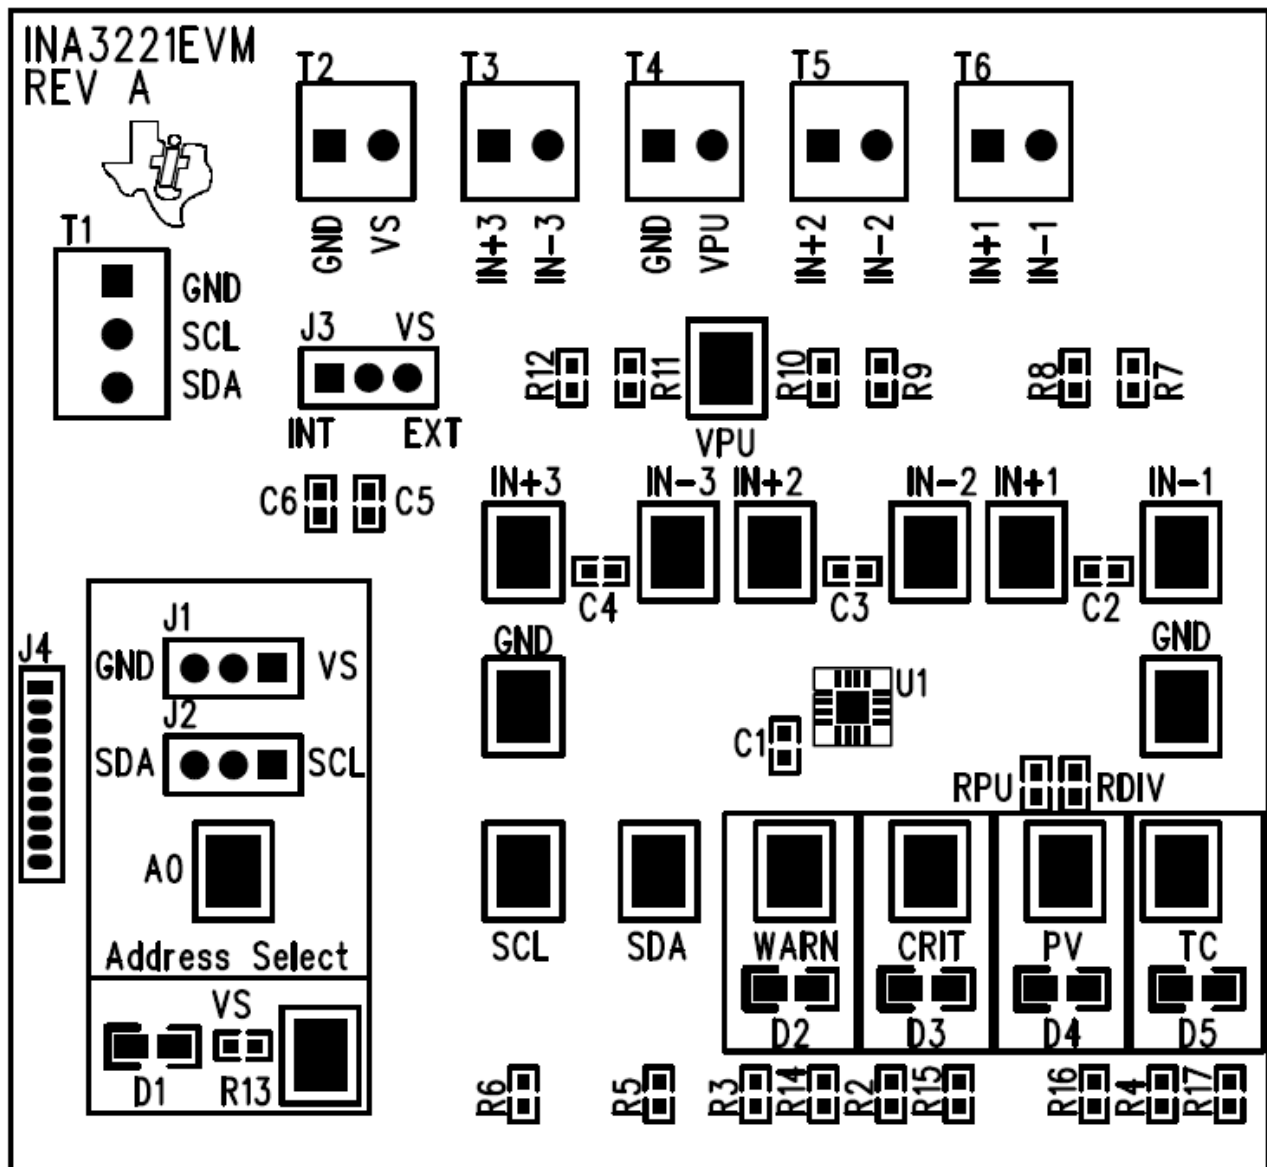 INA3221EVM
REV A
T2
T3
T4
T5
T6
GND
VS
IN+3
IN-3
GND
VPU
IN+2
IN-2
IN+1
IN-1
T1
GND
SCL
SDA
J3
VS
INT
EXT
R12
R11
VPU
R10
R9
R8
R7
C6
C5
IN+3
IN-3
IN+2
IN-2
IN+1
IN-1
C4
C3
C2
J4
J1
GND
VS
J2
SDA
SCL
A0
Address Select
VS
D1
R13
GND
GND
U1
C1
RPU
RDIV
SCL
SDA
WARN
CRIT
PV
TC
D2
D3
D4
D5
R6
R5
R3
R14
R2
R15
R16
R4
R17